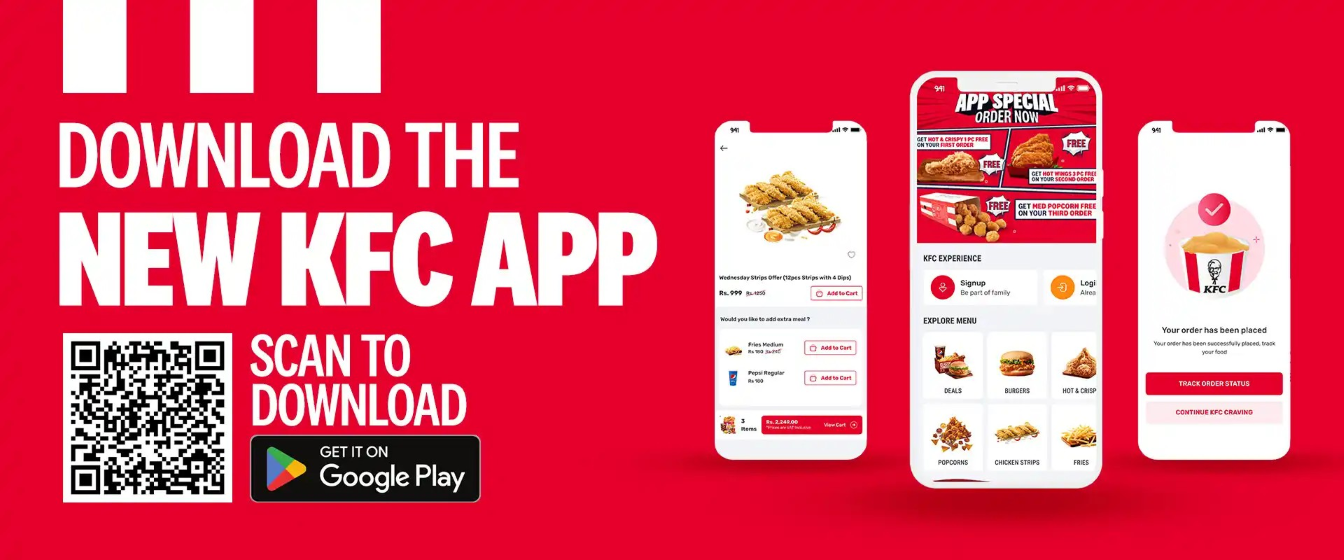 DOWNLOAD THE
NEW KFC APP
SCAN TO
DOWNLOAD
GET IT ON
Google Play
9:41
Wednesday Strips Offer (12pcs Strips with 4 Dips)
Rs. 999 Rs. 1250
Add to Cart
Would you like to add extra meal ?
Fries Medium
Rs 180
Add to Cart
Pepsi Regular
Rs 160
Add to Cart
3
Items
Rs. 2,249.00
View Cart
9:41
APP SPECIAL
ORDER NOW
GET HOT & CRISPY 1 PC FREE
ON YOUR FIRST ORDER
FREE
FREE
GET HOT WINGS 3 PC FREE
ON YOUR SECOND ORDER
FREE
GET MED POPCORN FREE
ON YOUR THIRD ORDER
KFC EXPERIENCE
Signup
Be part of family
Logi
Alrea
EXPLORE MENU
DEALS
BURGERS
HOT & CRISP
POPCORNS
CHICKEN STRIPS
FRIES
9:41
KFC
Your order has been placed
Your order has been successfully placed, track
your food
TRACK ORDER STATUS
CONTINUE KFC CRAVING